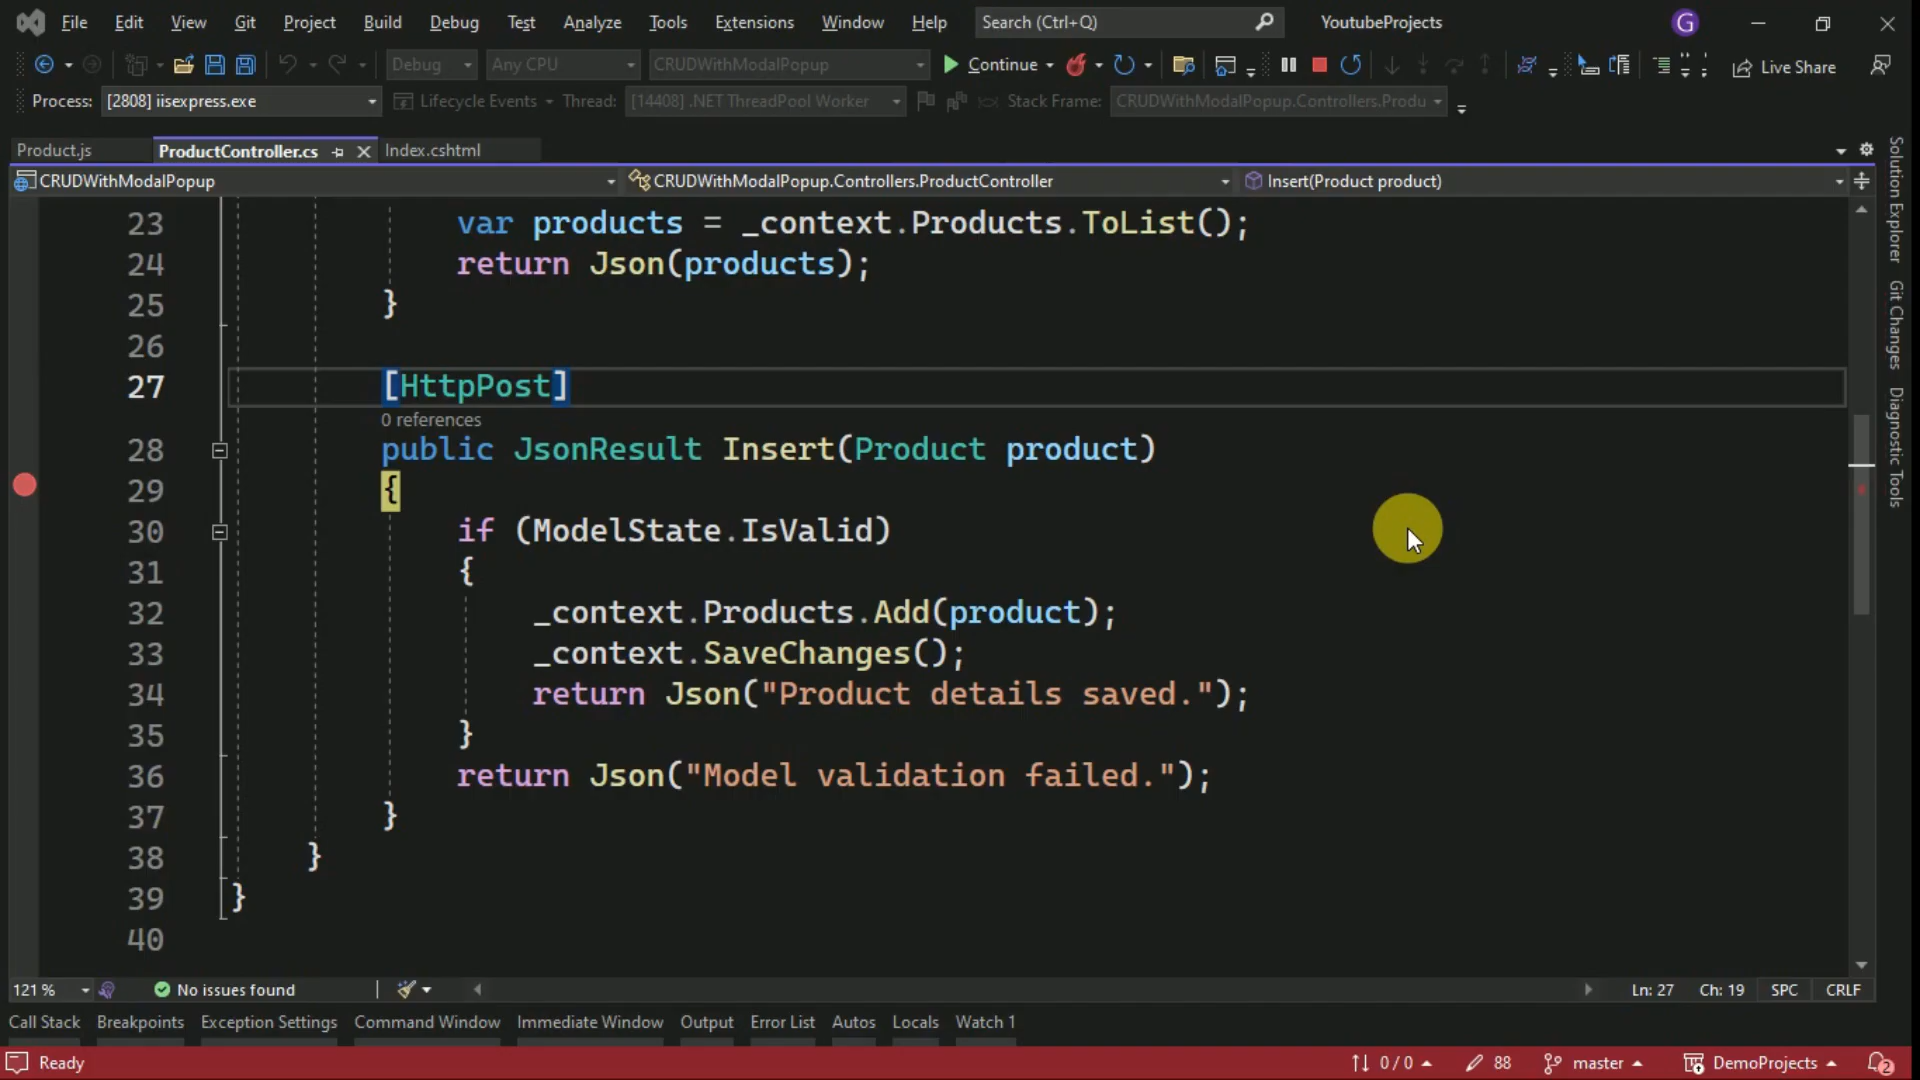 File Edit View Git Project Build Debug Test Analyze Tools Extensions Window Help Search (Ctrl+Q) YoutubeProjects G
Debug Any CPU CRUDWithModalPopup Continue Live Share
Process: [2808] iisexpress.exe Lifecycle Events Thread: [14408] .NET ThreadPool Worker Stack Frame: CRUDWithModalPopup.Controllers.Produ
Product.js ProductController.cs Index.cshtml
CRUDWithModalPopup CRUDWithModalPopup.Controllers.ProductController Insert(Product product)
23 var products = _context.Products.ToList();
24 return Json(products);
25 }
26
27 [HttpPost]
0 references
28 public JsonResult Insert(Product product)
29 {
30 if (ModelState.IsValid)
31 {
32 _context.Products.Add(product);
33 _context.SaveChanges();
34 return Json("Product details saved.");
35 }
36 return Json("Model validation failed.");
37 }
38 }
39 }
40
Solution Explorer
Git Changes
Diagnostic Tools
121 % No issues found Ln: 27 Ch: 19 SPC CRLF
Call Stack Breakpoints Exception Settings Command Window Immediate Window Output Error List Autos Locals Watch 1
Ready 0 / 0 88 master DemoProjects 2